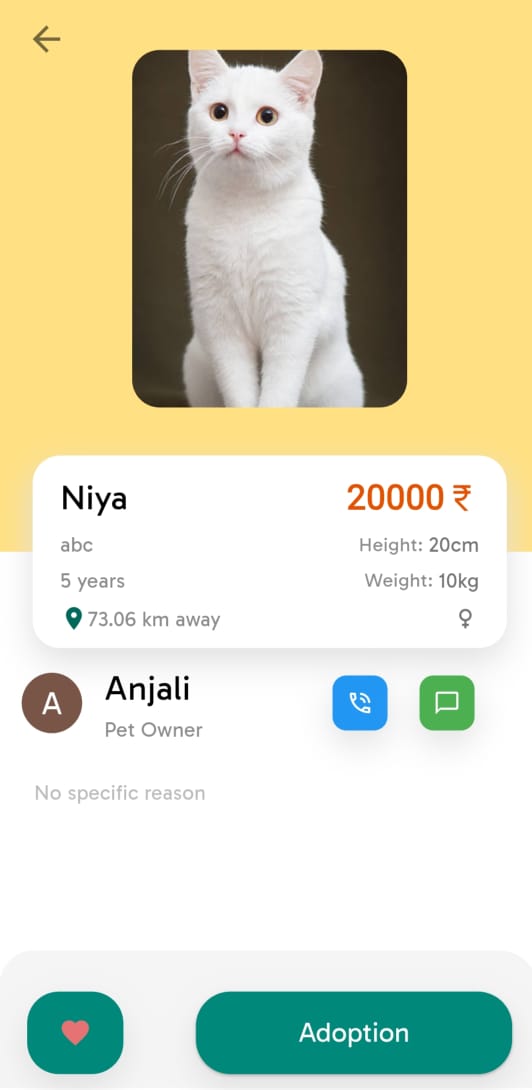 Niya
20000 ₹
abc
Height: 20cm
5 years
Weight: 10kg
73.06 km away
A
Anjali
Pet Owner
No specific reason
Adoption